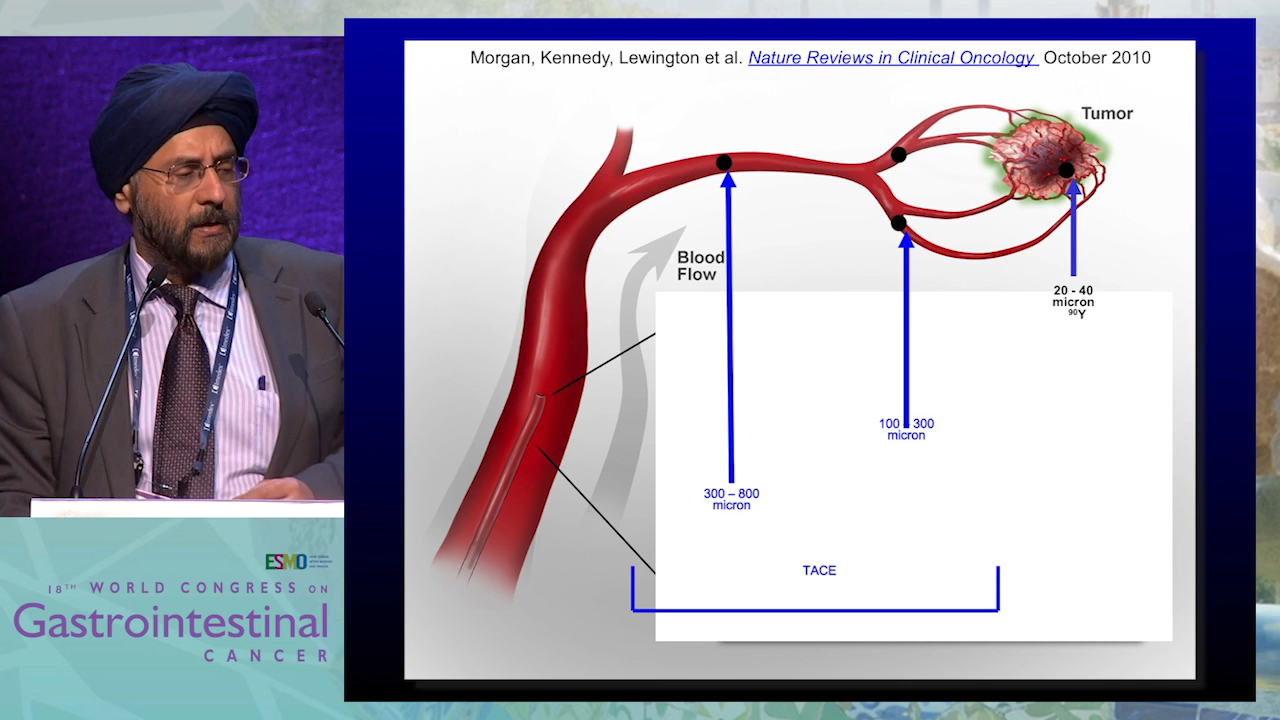 Morgan, Kennedy, Lewington et al. Nature Reviews in Clinical Oncology October 2010
Tumor
Blood
Flow
20 - 40
micron
90Y
100 – 300
micron
300 – 800
micron
TACE
ESMO
18TH WORLD CONGRESS ON
Gastrointestinal
CANCER